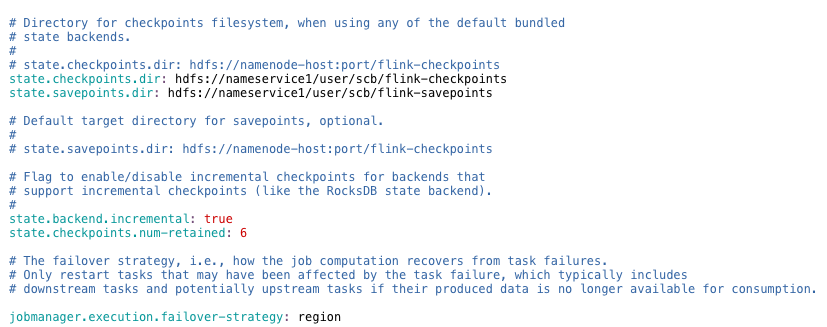 # Directory for checkpoints filesystem, when using any of the default bundled
# state backends.
#
# state.checkpoints.dir: hdfs://namenode-host:port/flink-checkpoints
state.checkpoints.dir: hdfs://nameservice1/user/scb/flink-checkpoints
state.savepoints.dir: hdfs://nameservice1/user/scb/flink-savepoints
# Default target directory for savepoints, optional.
#
# state.savepoints.dir: hdfs://namenode-host:port/flink-checkpoints
# Flag to enable/disable incremental checkpoints for backends that
# support incremental checkpoints (like the RocksDB state backend).
#
state.backend.incremental: true
state.checkpoints.num-retained: 6
# The failover strategy, i.e., how the job computation recovers from task failures.
# Only restart tasks that may have been affected by the task failure, which typically includes
# downstream tasks and potentially upstream tasks if their produced data is no longer available for consumption.
jobmanager.execution.failover-strategy: region